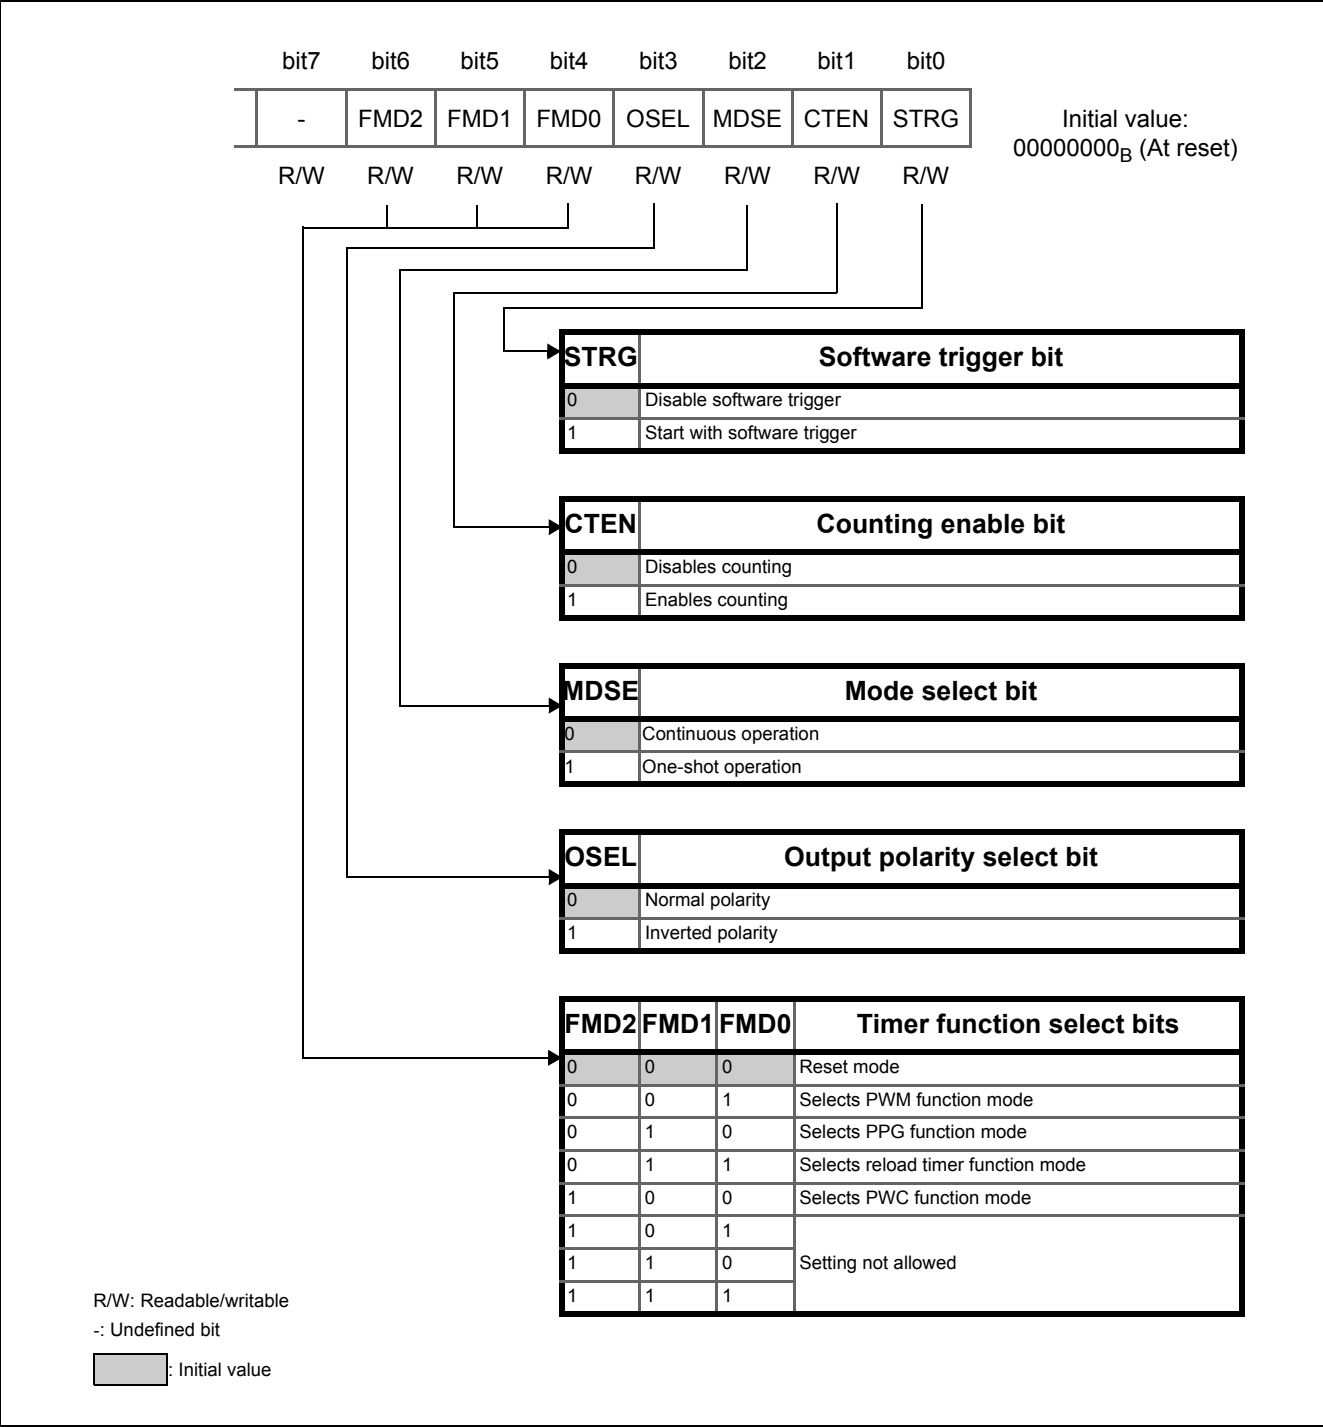 bit7 bit6 bit5 bit4 bit3 bit2 bit1 bit0
- FMD2 FMD1 FMD0 OSEL MDSE CTEN STRG
Initial value:
00000000B (At reset)
R/W R/W R/W R/W R/W R/W R/W R/W
STRG Software trigger bit
0 Disable software trigger
1 Start with software trigger
CTEN Counting enable bit
0 Disables counting
1 Enables counting
MDSE Mode select bit
0 Continuous operation
1 One-shot operation
OSEL Output polarity select bit
0 Normal polarity
1 Inverted polarity
FMD2 FMD1 FMD0 Timer function select bits
0 0 0 Reset mode
0 0 1 Selects PWM function mode
0 1 0 Selects PPG function mode
0 1 1 Selects reload timer function mode
1 0 0 Selects PWC function mode
1 0 1
1 1 0 Setting not allowed
1 1 1
R/W: Readable/writable
-: Undefined bit
: Initial value